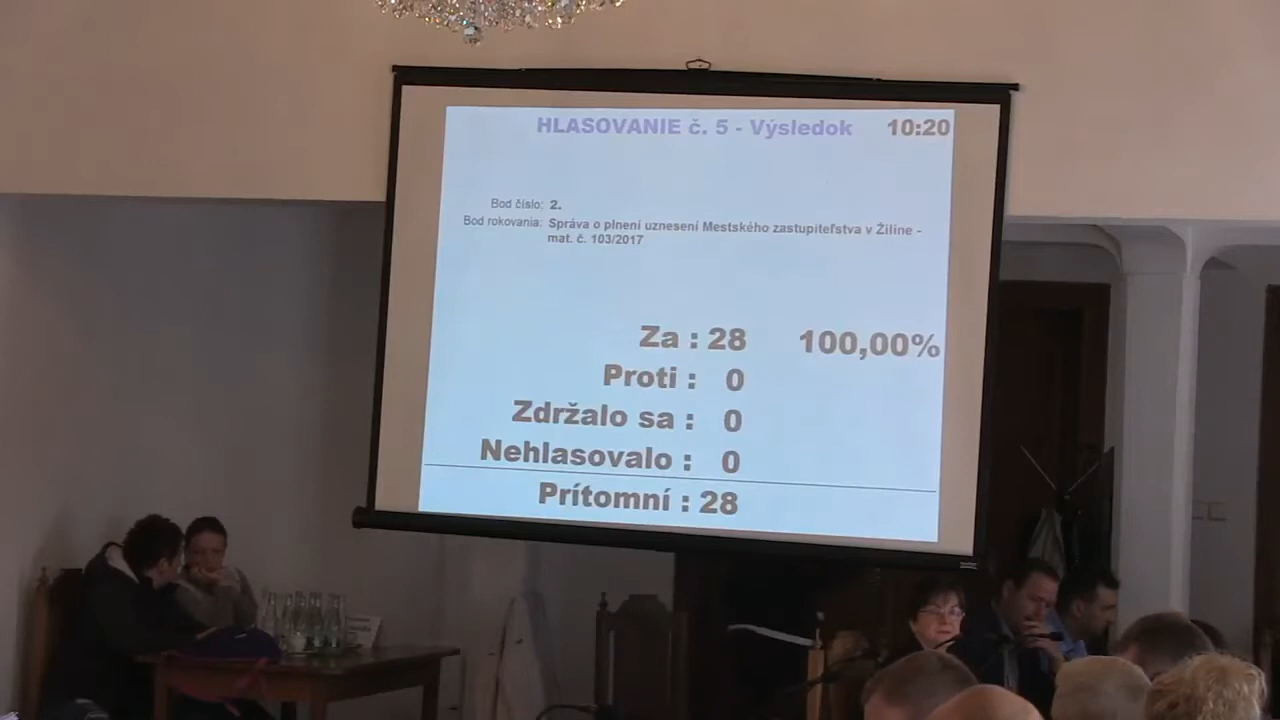 HLASOVANIE č. 5 - Výsledok 10:20
Bod číslo: 2.
Bod rokovania: Správa o plnení uznesení Mestského zastupiteľstva v Žiline -
mat. č. 103/2017
Za : 28 100,00%
Proti : 0
Zdržalo sa : 0
Nehlasovalo : 0
Prítomní : 28